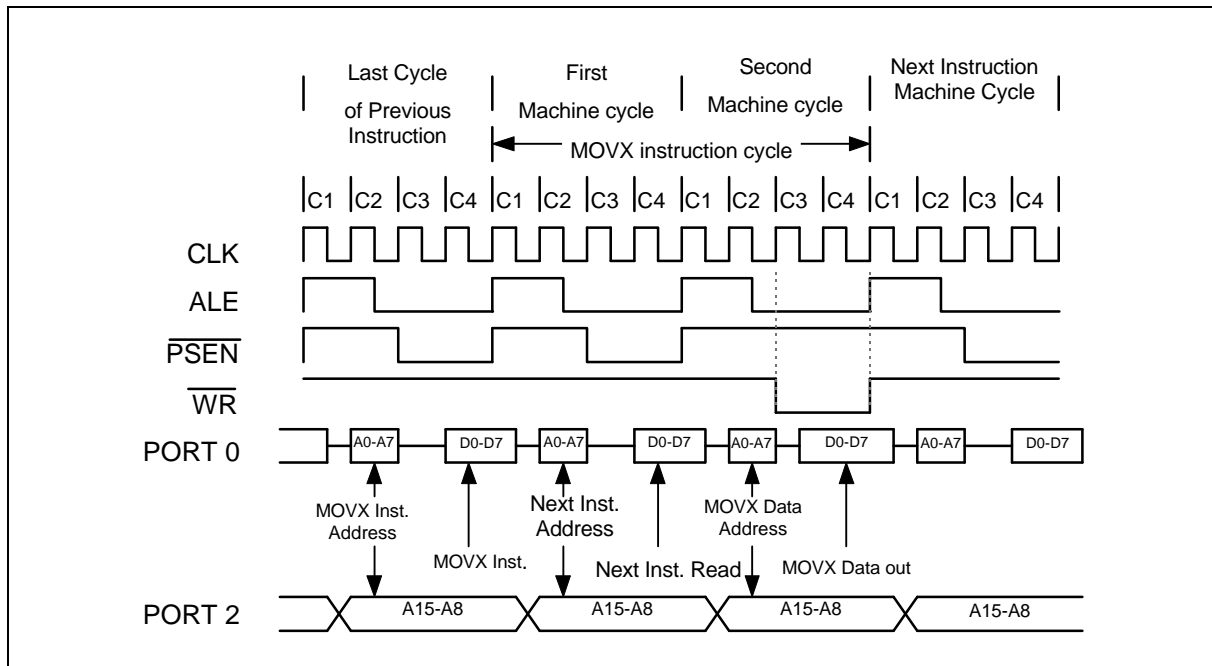 Last Cycle
of Previous
Instruction
First
Machine cycle
Second
Machine cycle
Next Instruction
Machine Cycle
MOVX instruction cycle
C1 C2 C3 C4 C1 C2 C3 C4 C1 C2 C3 C4 C1 C2 C3 C4
CLK
ALE
PSEN
WR
PORT 0
A0-A7 D0-D7 A0-A7 D0-D7 A0-A7 D0-D7 A0-A7 D0-D7
MOVX Inst.
Address
MOVX Inst.
Next Inst.
Address
Next Inst. Read
MOVX Data
Address
MOVX Data out
PORT 2
A15-A8 A15-A8 A15-A8 A15-A8